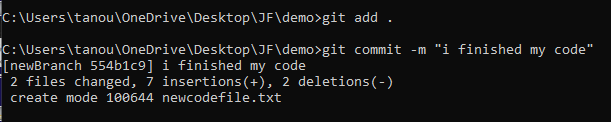 C:\Users\tanou\OneDrive\Desktop\JF\demo>git add .
C:\Users\tanou\OneDrive\Desktop\JF\demo>git commit -m "i finished my code"
[newBranch 554b1c9] i finished my code
 2 files changed, 7 insertions(+), 2 deletions(-)
 create mode 100644 newcodefile.txt